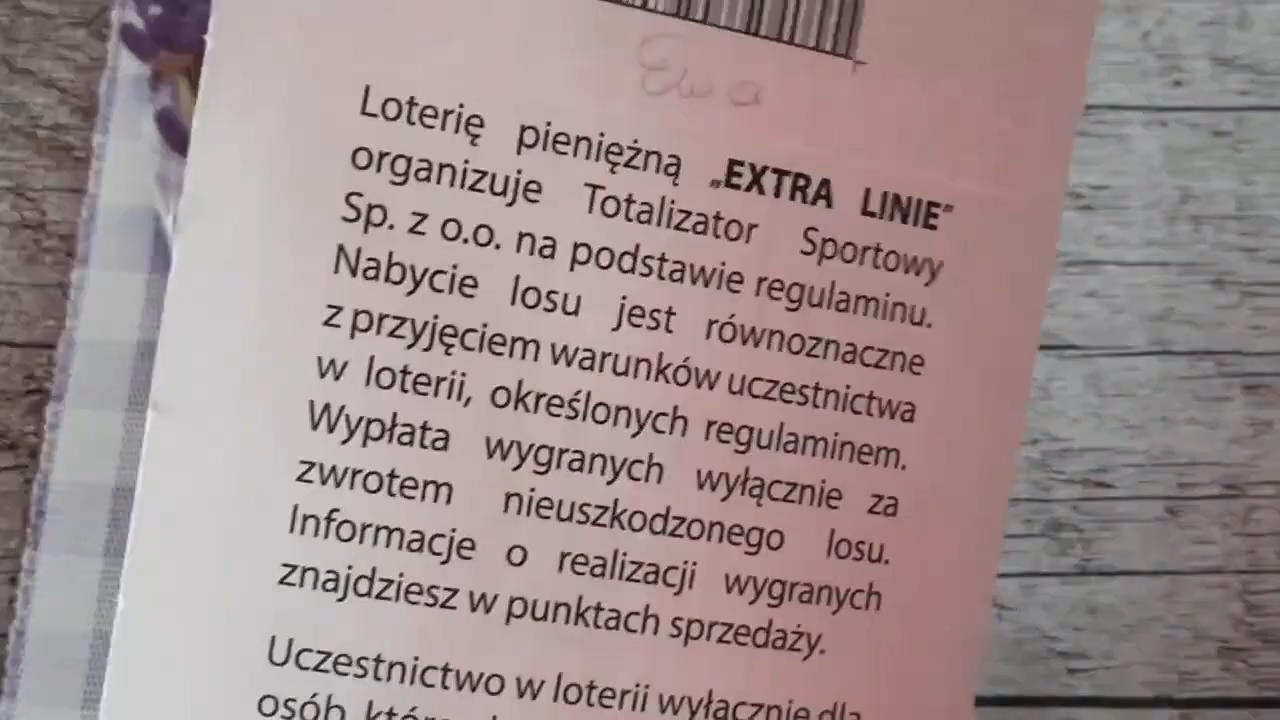 Ewa
Loterię pieniężną „EXTRA LINIE”
organizuje Totalizator Sportowy
Sp. z o.o. na podstawie regulaminu.
Nabycie losu jest równoznaczne
z przyjęciem warunków uczestnictwa
w loterii, określonych regulaminem.
Wypłata wygranych wyłącznie za
zwrotem nieuszkodzonego losu.
Informacje o realizacji wygranych
znajdziesz w punktach sprzedaży.
Uczestnictwo w loterii wyłącznie dla
osób